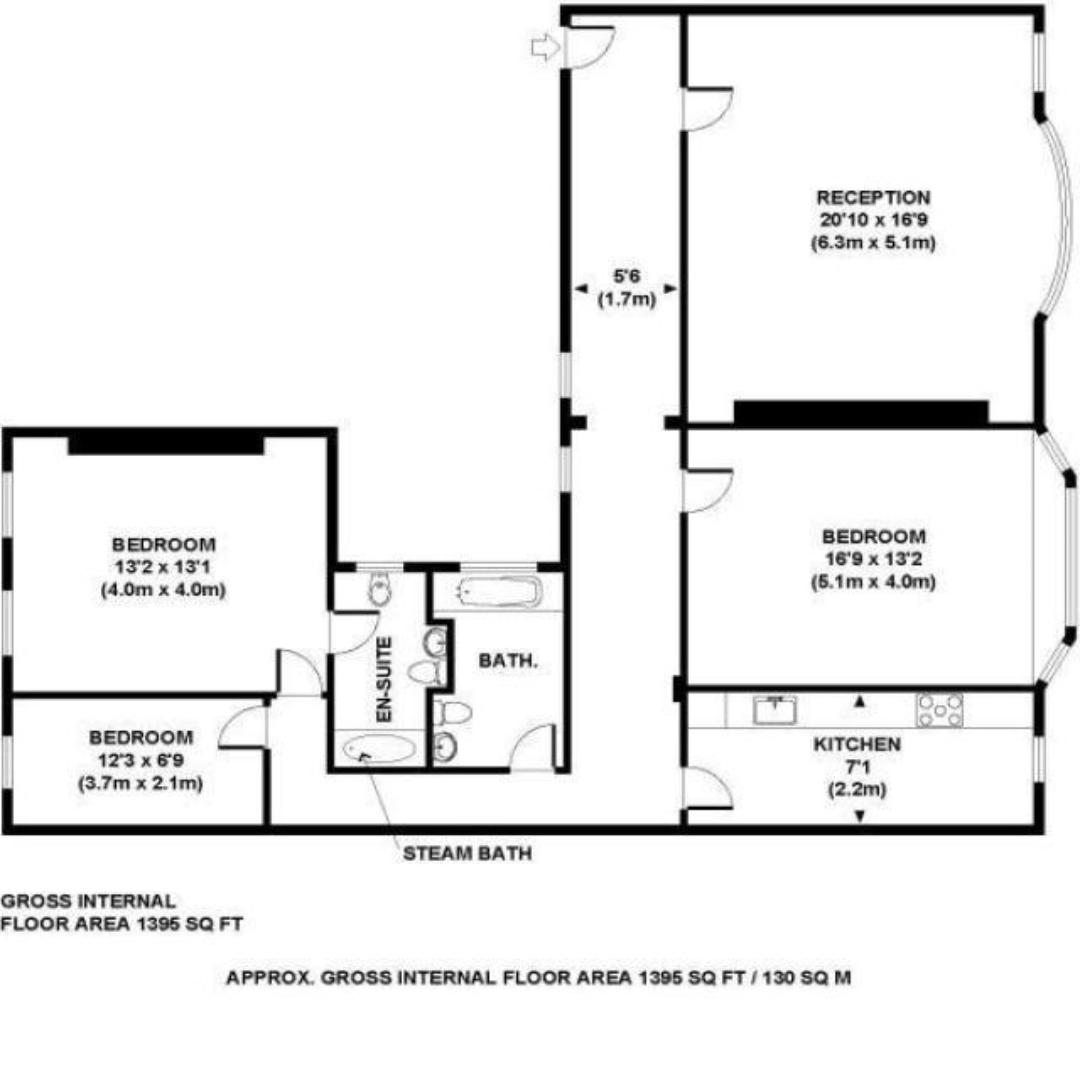 RECEPTION
20'10 x 16'9
(6.3m x 5.1m)
5'6
(1.7m)
BEDROOM
13'2 x 13'1
(4.0m x 4.0m)
BEDROOM
16'9 x 13'2
(5.1m x 4.0m)
EN-SUITE
BATH.
BEDROOM
12'3 x 6'9
(3.7m x 2.1m)
KITCHEN
7'1
(2.2m)
STEAM BATH
GROSS INTERNAL
FLOOR AREA 1395 SQ FT
APPROX. GROSS INTERNAL FLOOR AREA 1395 SQ FT / 130 SQ M